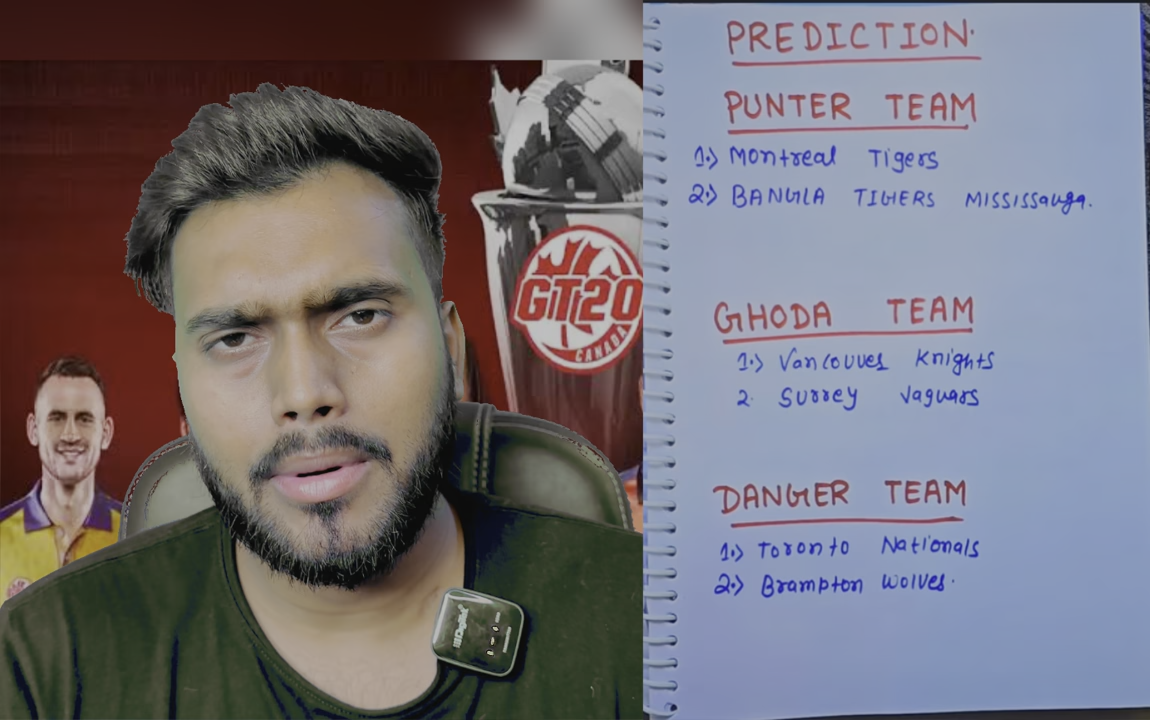 GT20
CANADA
PREDICTION.
PUNTER TEAM
1.) Montreal Tigers
2.) BANGLA TIGERS MISSISSauga.
GHODA TEAM
1.) Vancouver Knights
2. Surrey Jaguars
DANGER TEAM
1.) Toronto Nationals
2.) Brampton Wolves.